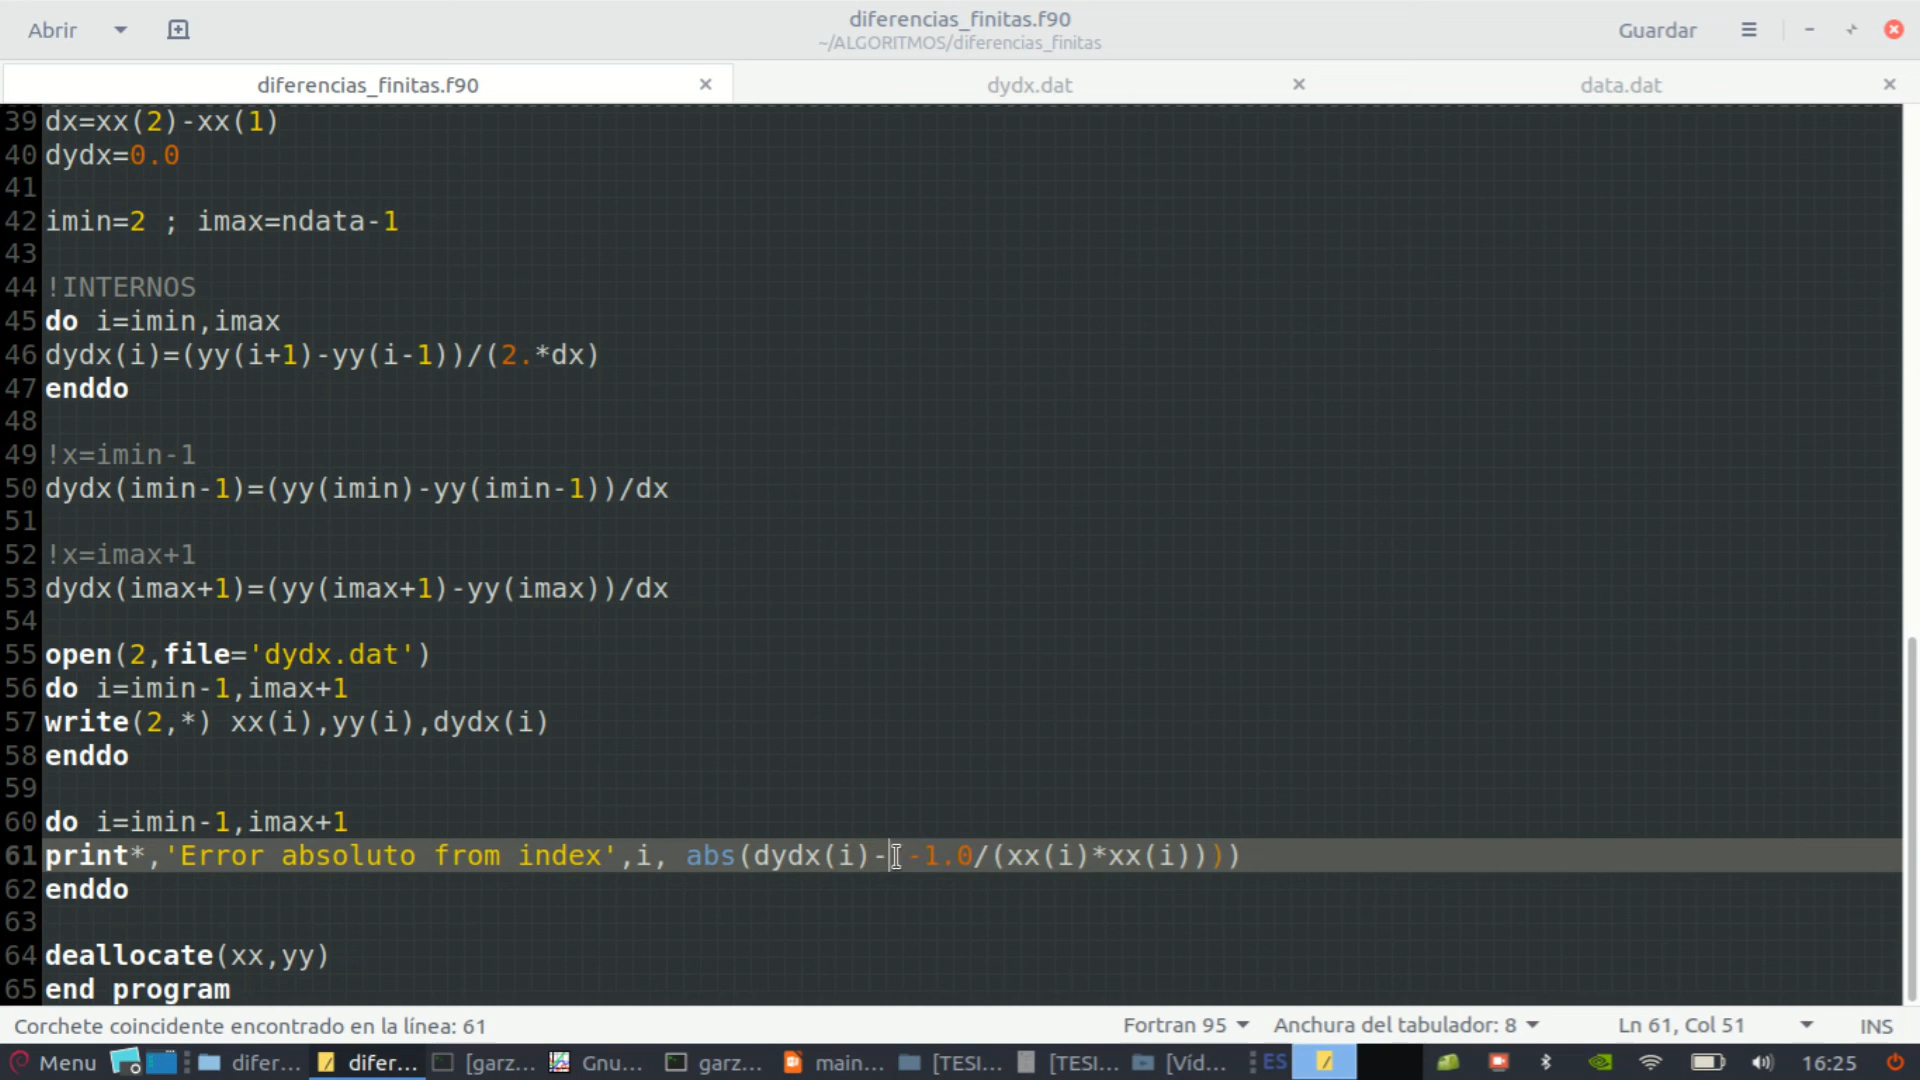 Abrir
diferencias_finitas.f90
~/ALGORITMOS/diferencias_finitas
Guardar
diferencias_finitas.f90
dydx.dat
data.dat
39 dx=xx(2)-xx(1)
40 dydx=0.0
41
42 imin=2 ; imax=ndata-1
43
44 !INTERNOS
45 do i=imin,imax
46 dydx(i)=(yy(i+1)-yy(i-1))/(2.*dx)
47 enddo
48
49 !x=imin-1
50 dydx(imin-1)=(yy(imin)-yy(imin-1))/dx
51
52 !x=imax+1
53 dydx(imax+1)=(yy(imax+1)-yy(imax))/dx
54
55 open(2,file='dydx.dat')
56 do i=imin-1,imax+1
57 write(2,*) xx(i),yy(i),dydx(i)
58 enddo
59
60 do i=imin-1,imax+1
61 print*,'Error absoluto from index',i, abs(dydx(i)-(-1.0/(xx(i)*xx(i))))
62 enddo
63
64 deallocate(xx,yy)
65 end program
Corchete coincidente encontrado en la línea: 61
Fortran 95
Anchura del tabulador: 8
Ln 61, Col 51
INS
Menu
difer...
difer...
[garz...
Gnu...
garz...
main...
[TESI...
[TESI...
[Víd...
ES
16:25